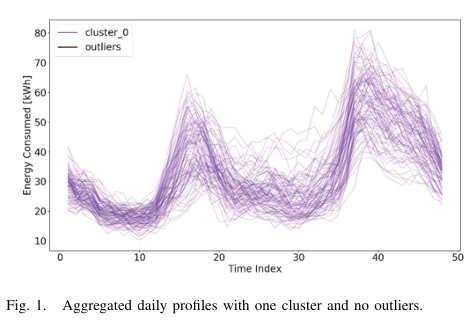 cluster_0
outliers
80
70
60
50
40
30
20
10
Energy Consumed [kWh]
0
10
20
30
40
50
Time Index
Fig. 1. Aggregated daily profiles with one cluster and no outliers.